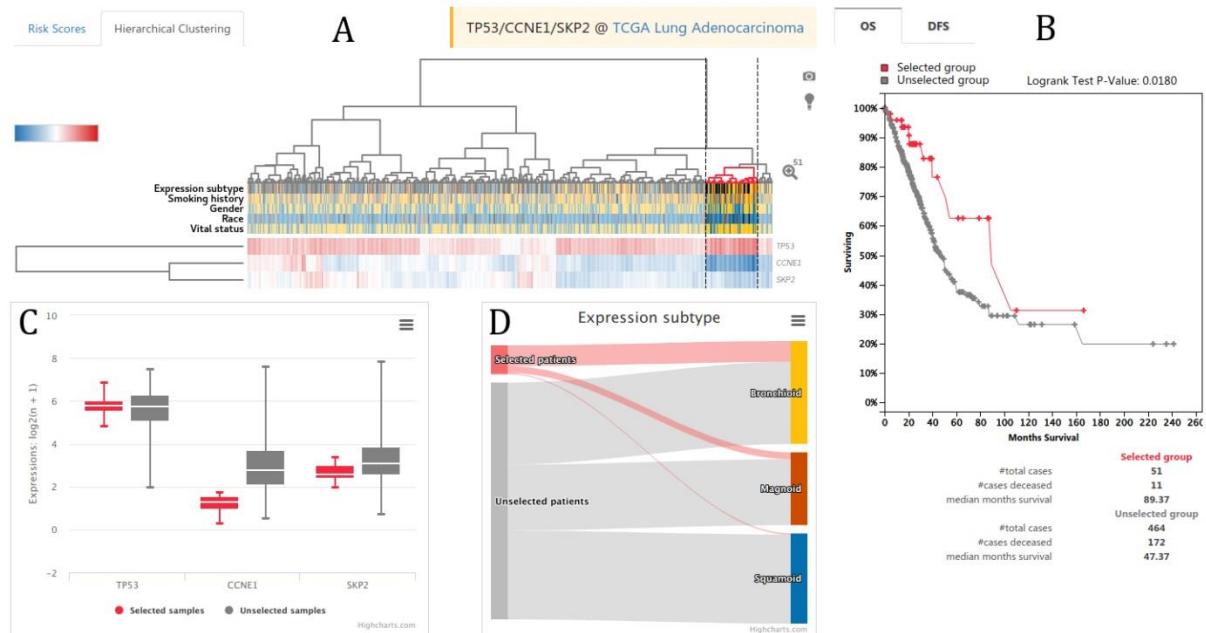 Risk Scores
Hierarchical Clustering
A
TP53/CCNE1/SKP2 @ TCGA Lung Adenocarcinoma
51
Expression subtype
Smoking history
Gender
Race
Vital status
TP53
CCNE1
SKP2
OS DFS
B
Selected group
Unselected group
Logrank Test P-Value: 0.0180
100%
90%
80%
70%
60%
50%
40%
30%
20%
10%
0%
Surviving
0 20 40 60 80 100 120 140 160 180 200 220 240 260
Months Survival
Selected group
#total cases 51
#cases deceased 11
median months survival 89.37
Unselected group
#total cases 464
#cases deceased 172
median months survival 47.37
C
10
8
6
4
2
0
−2
Expressions: log2(n + 1)
TP53 CCNE1 SKP2
Selected samples Unselected samples
Highcharts.com
D
Expression subtype
Selected patients
Unselected patients
Bronchioid
Magnoid
Squamoid
Highcharts.com